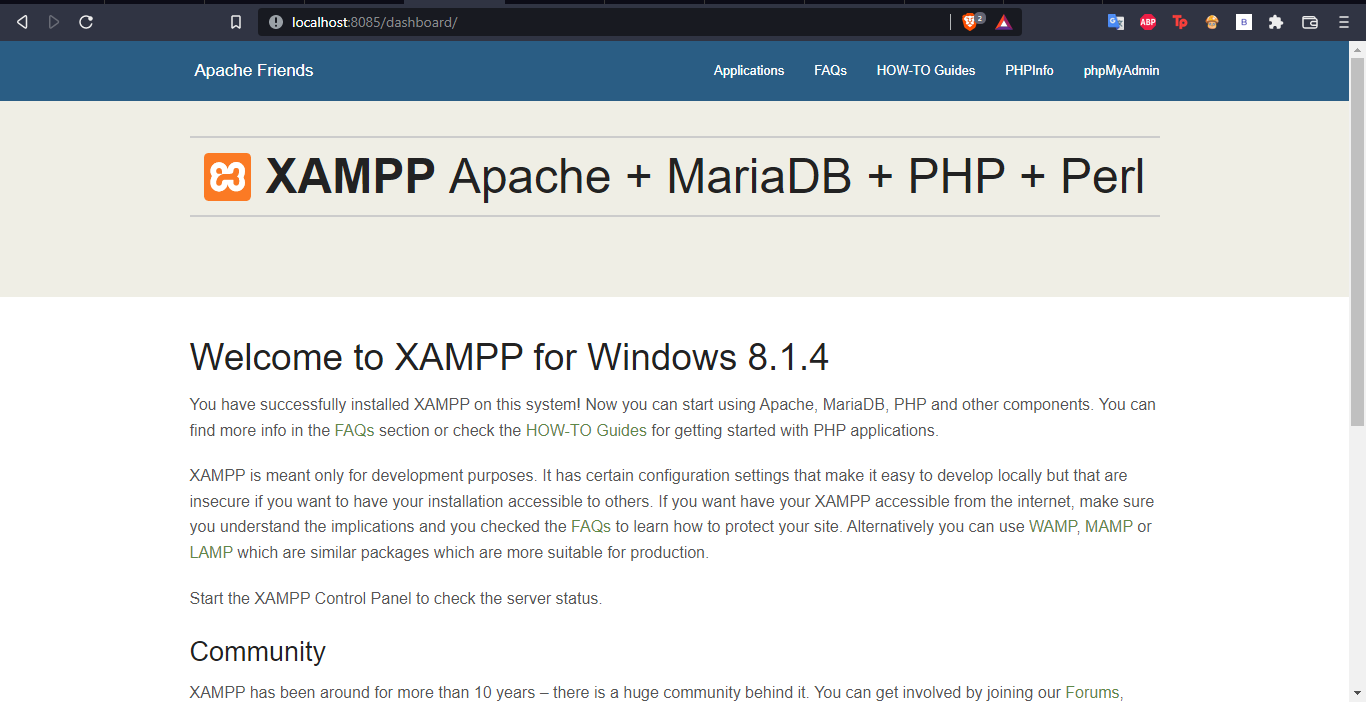 localhost:8085/dashboard/
2
ABP
Tp
B
Apache Friends
Applications
FAQs
HOW-TO Guides
PHPInfo
phpMyAdmin
XAMPP Apache + MariaDB + PHP + Perl
Welcome to XAMPP for Windows 8.1.4
You have successfully installed XAMPP on this system! Now you can start using Apache, MariaDB, PHP and other components. You can
find more info in the FAQs section or check the HOW-TO Guides for getting started with PHP applications.
XAMPP is meant only for development purposes. It has certain configuration settings that make it easy to develop locally but that are
insecure if you want to have your installation accessible to others. If you want have your XAMPP accessible from the internet, make sure
you understand the implications and you checked the FAQs to learn how to protect your site. Alternatively you can use WAMP, MAMP or
LAMP which are similar packages which are more suitable for production.
Start the XAMPP Control Panel to check the server status.
Community
XAMPP has been around for more than 10 years – there is a huge community behind it. You can get involved by joining our Forums,